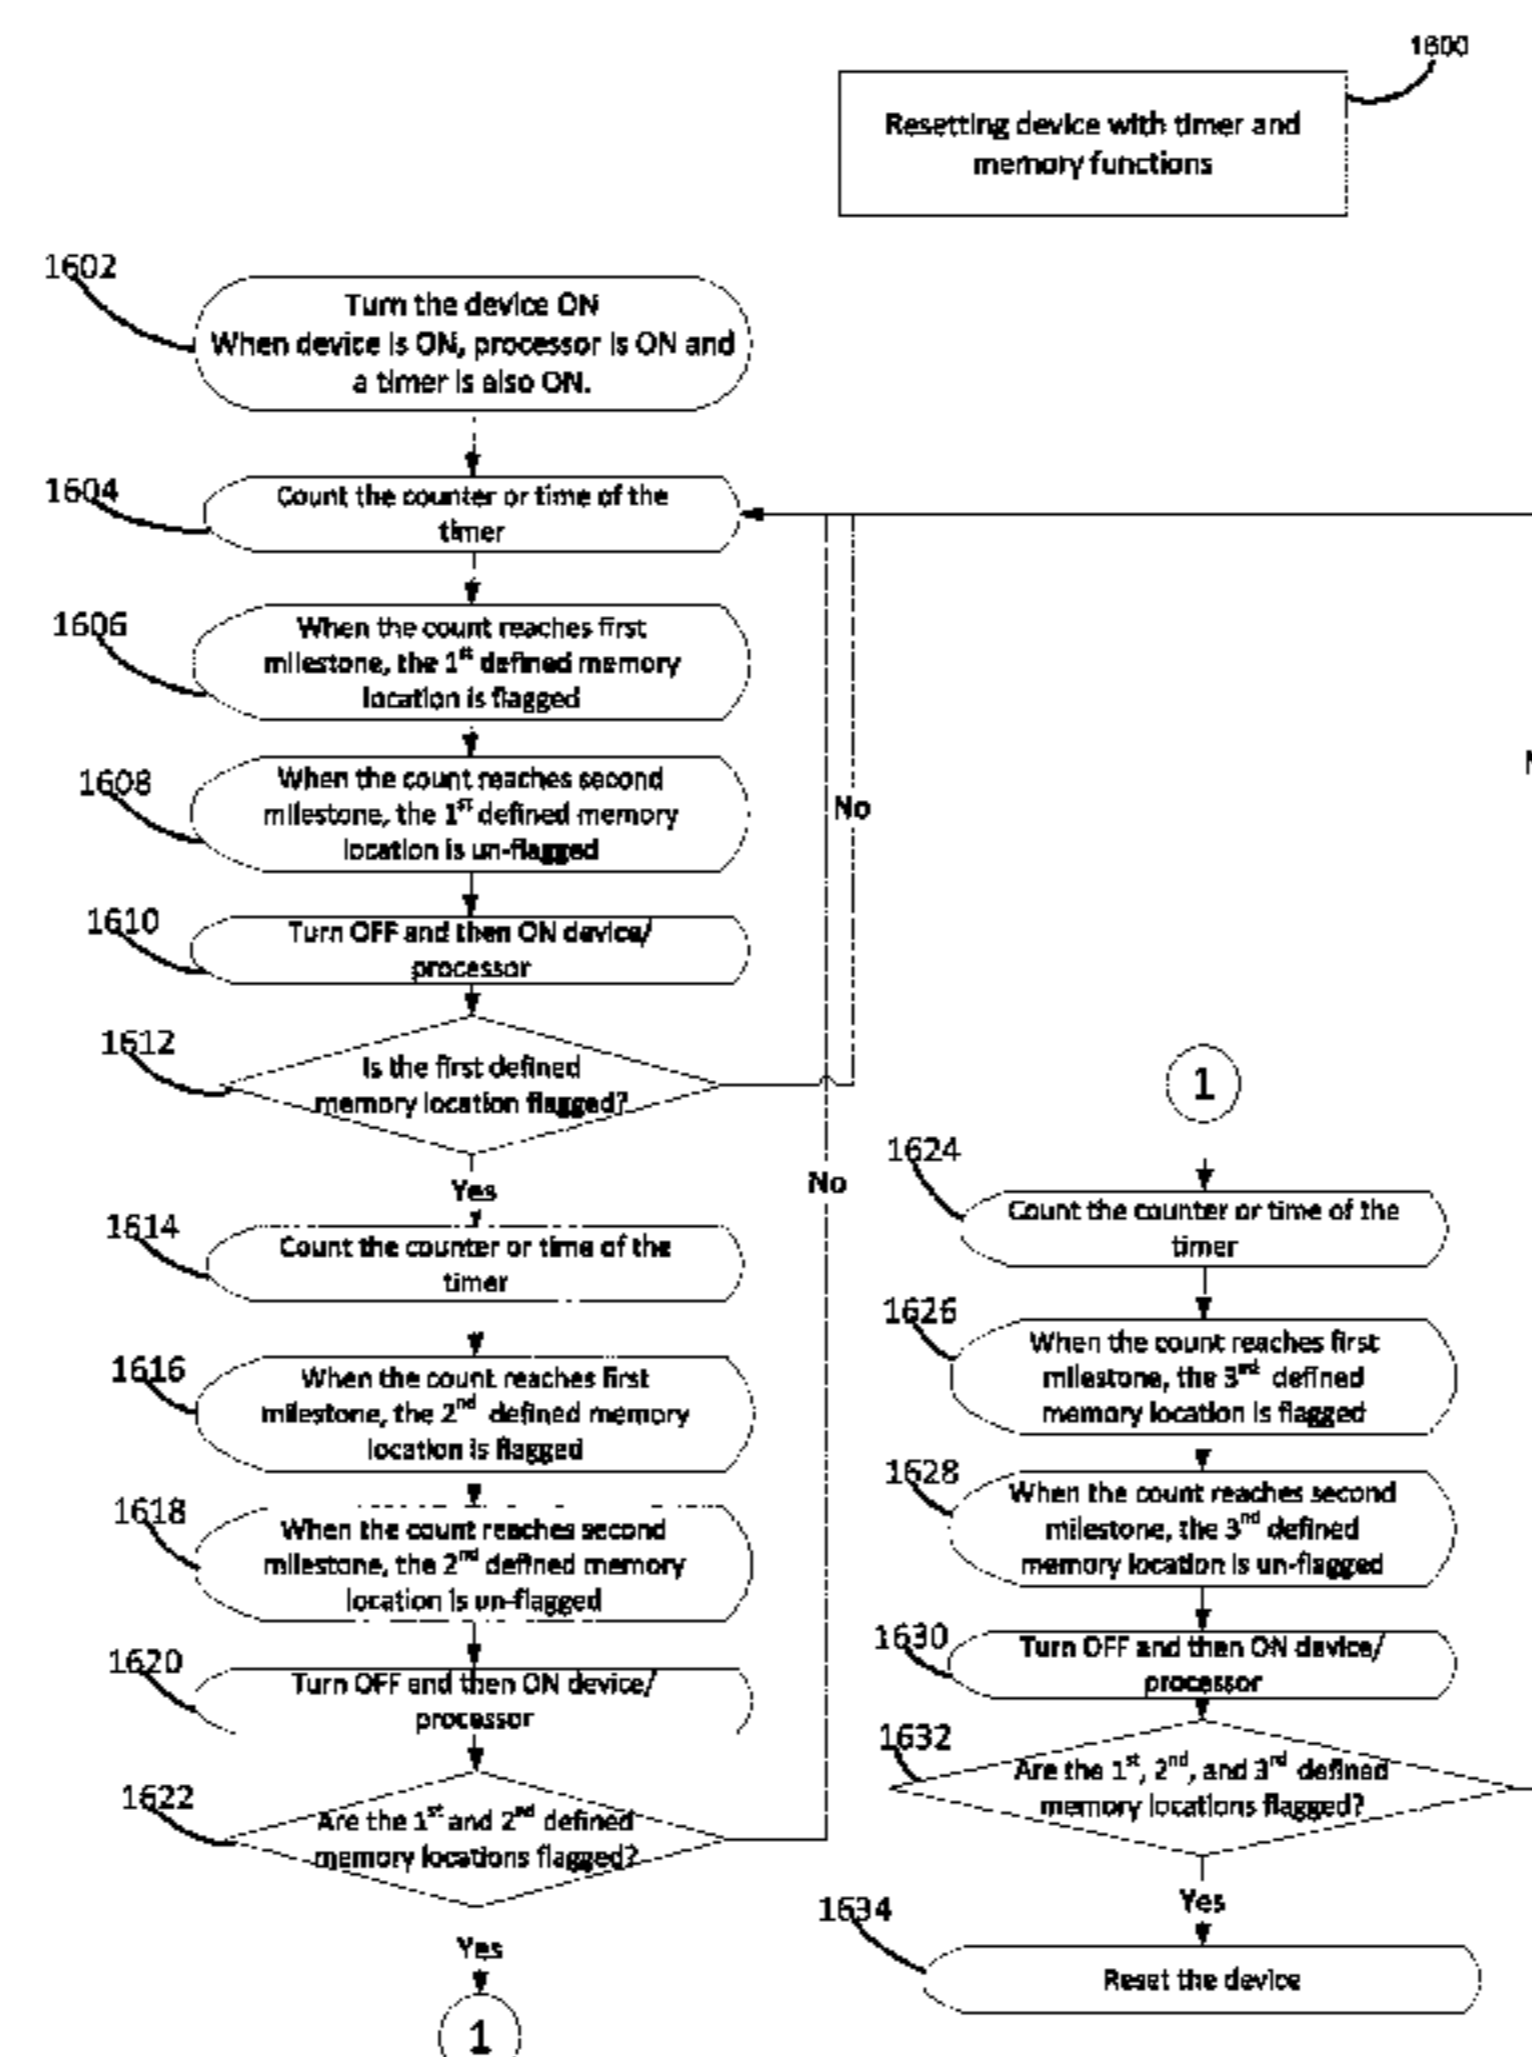 1600
Resetting device with timer and
memory functions
1602
Turn the device ON
When device is ON, processor is ON and
a timer is also ON.
1604
Count the counter or time of the
timer
1606
When the count reaches first
milestone, the 1st defined memory
location is flagged
1608
When the count reaches second
milestone, the 1st defined memory
location is un-flagged
No
1610
Turn OFF and then ON device/
processor
1612
Is the first defined
memory location flagged?
Yes
No
1614
Count the counter or time of the
timer
1616
When the count reaches first
milestone, the 2nd defined memory
location is flagged
1618
When the count reaches second
milestone, the 2nd defined memory
location is un-flagged
1620
Turn OFF and then ON device/
processor
1622
Are the 1st and 2nd defined
memory locations flagged?
Yes
1
1
1624
Count the counter or time of the
timer
1626
When the count reaches first
milestone, the 3rd defined
memory location is flagged
1628
When the count reaches second
milestone, the 3nd defined
memory location is un-flagged
1630
Turn OFF and then ON device/
processor
1632
Are the 1st, 2nd, and 3rd defined
memory locations flagged?
Yes
1634
Reset the device